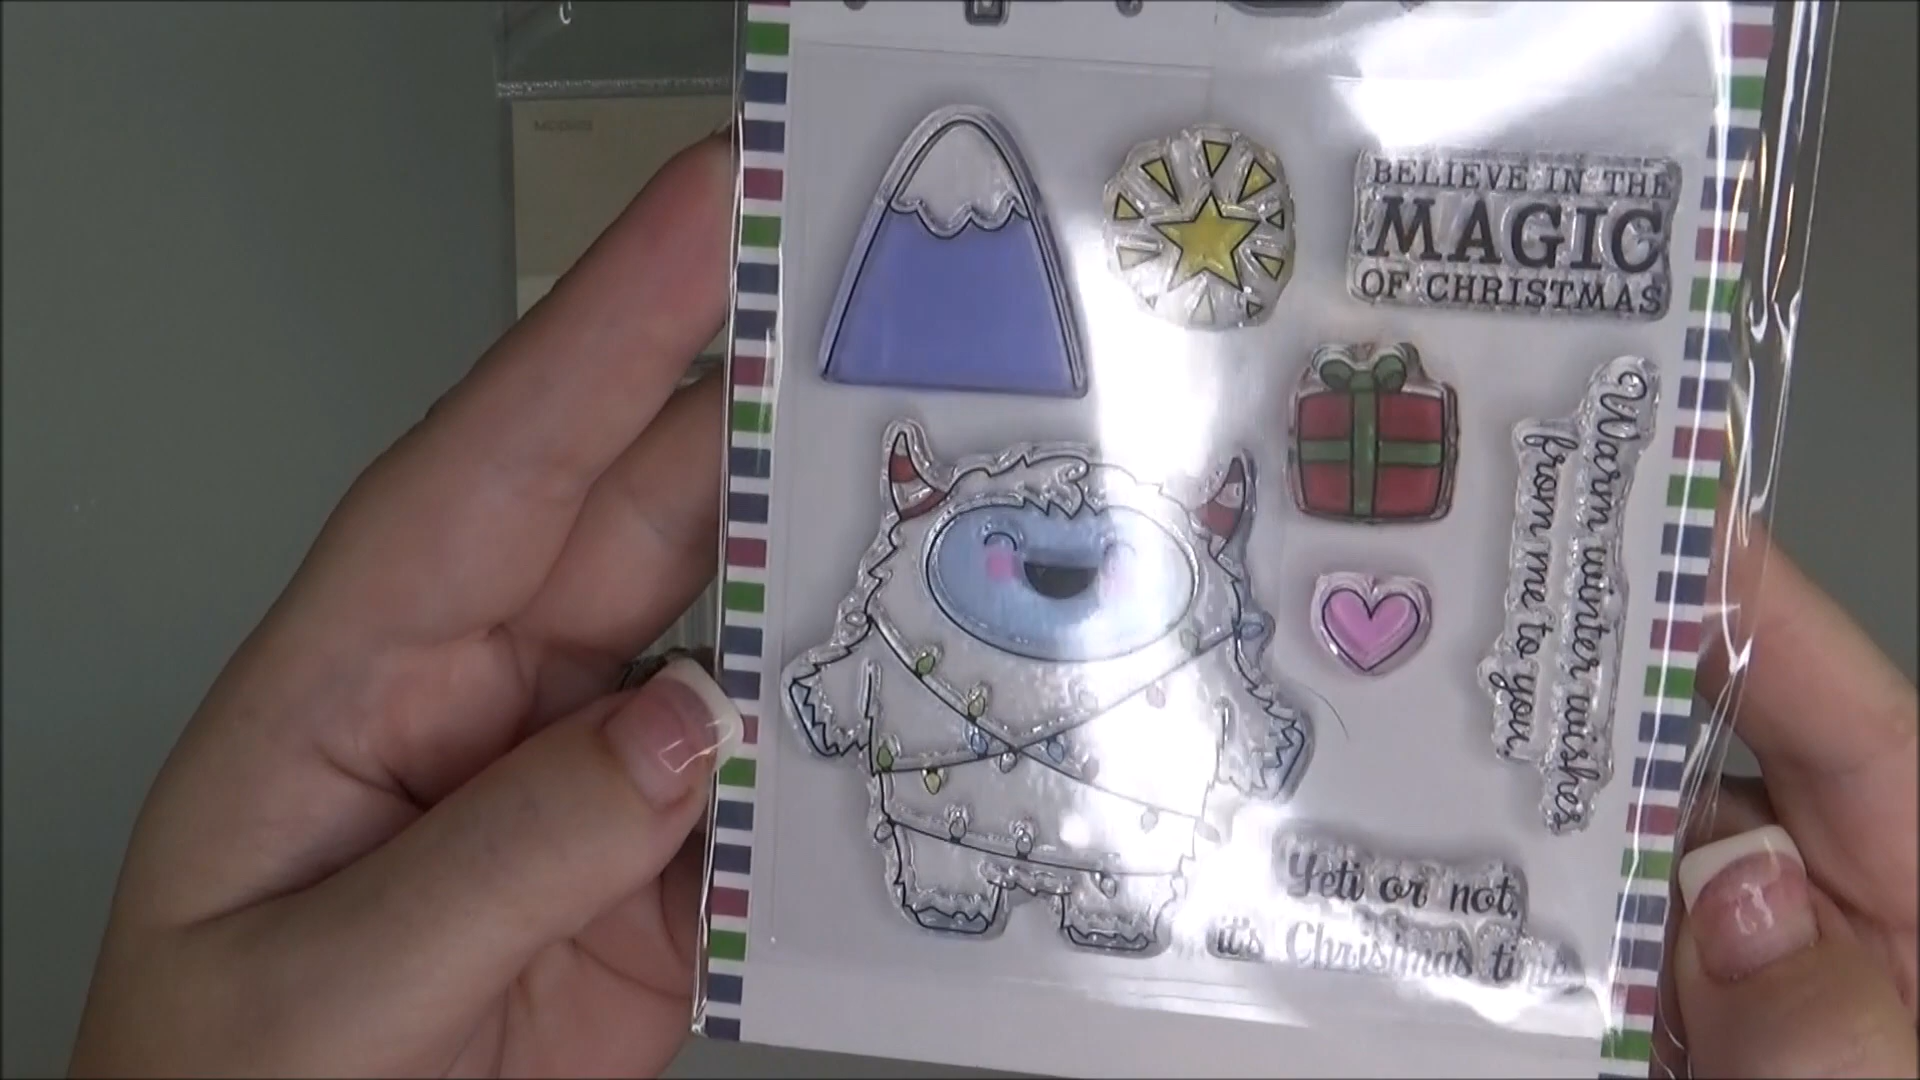 BELIEVE IN THE
MAGIC
OF CHRISTMAS
Warm winter wishes
from me to you.
Yeti or not,
it's Christmas time